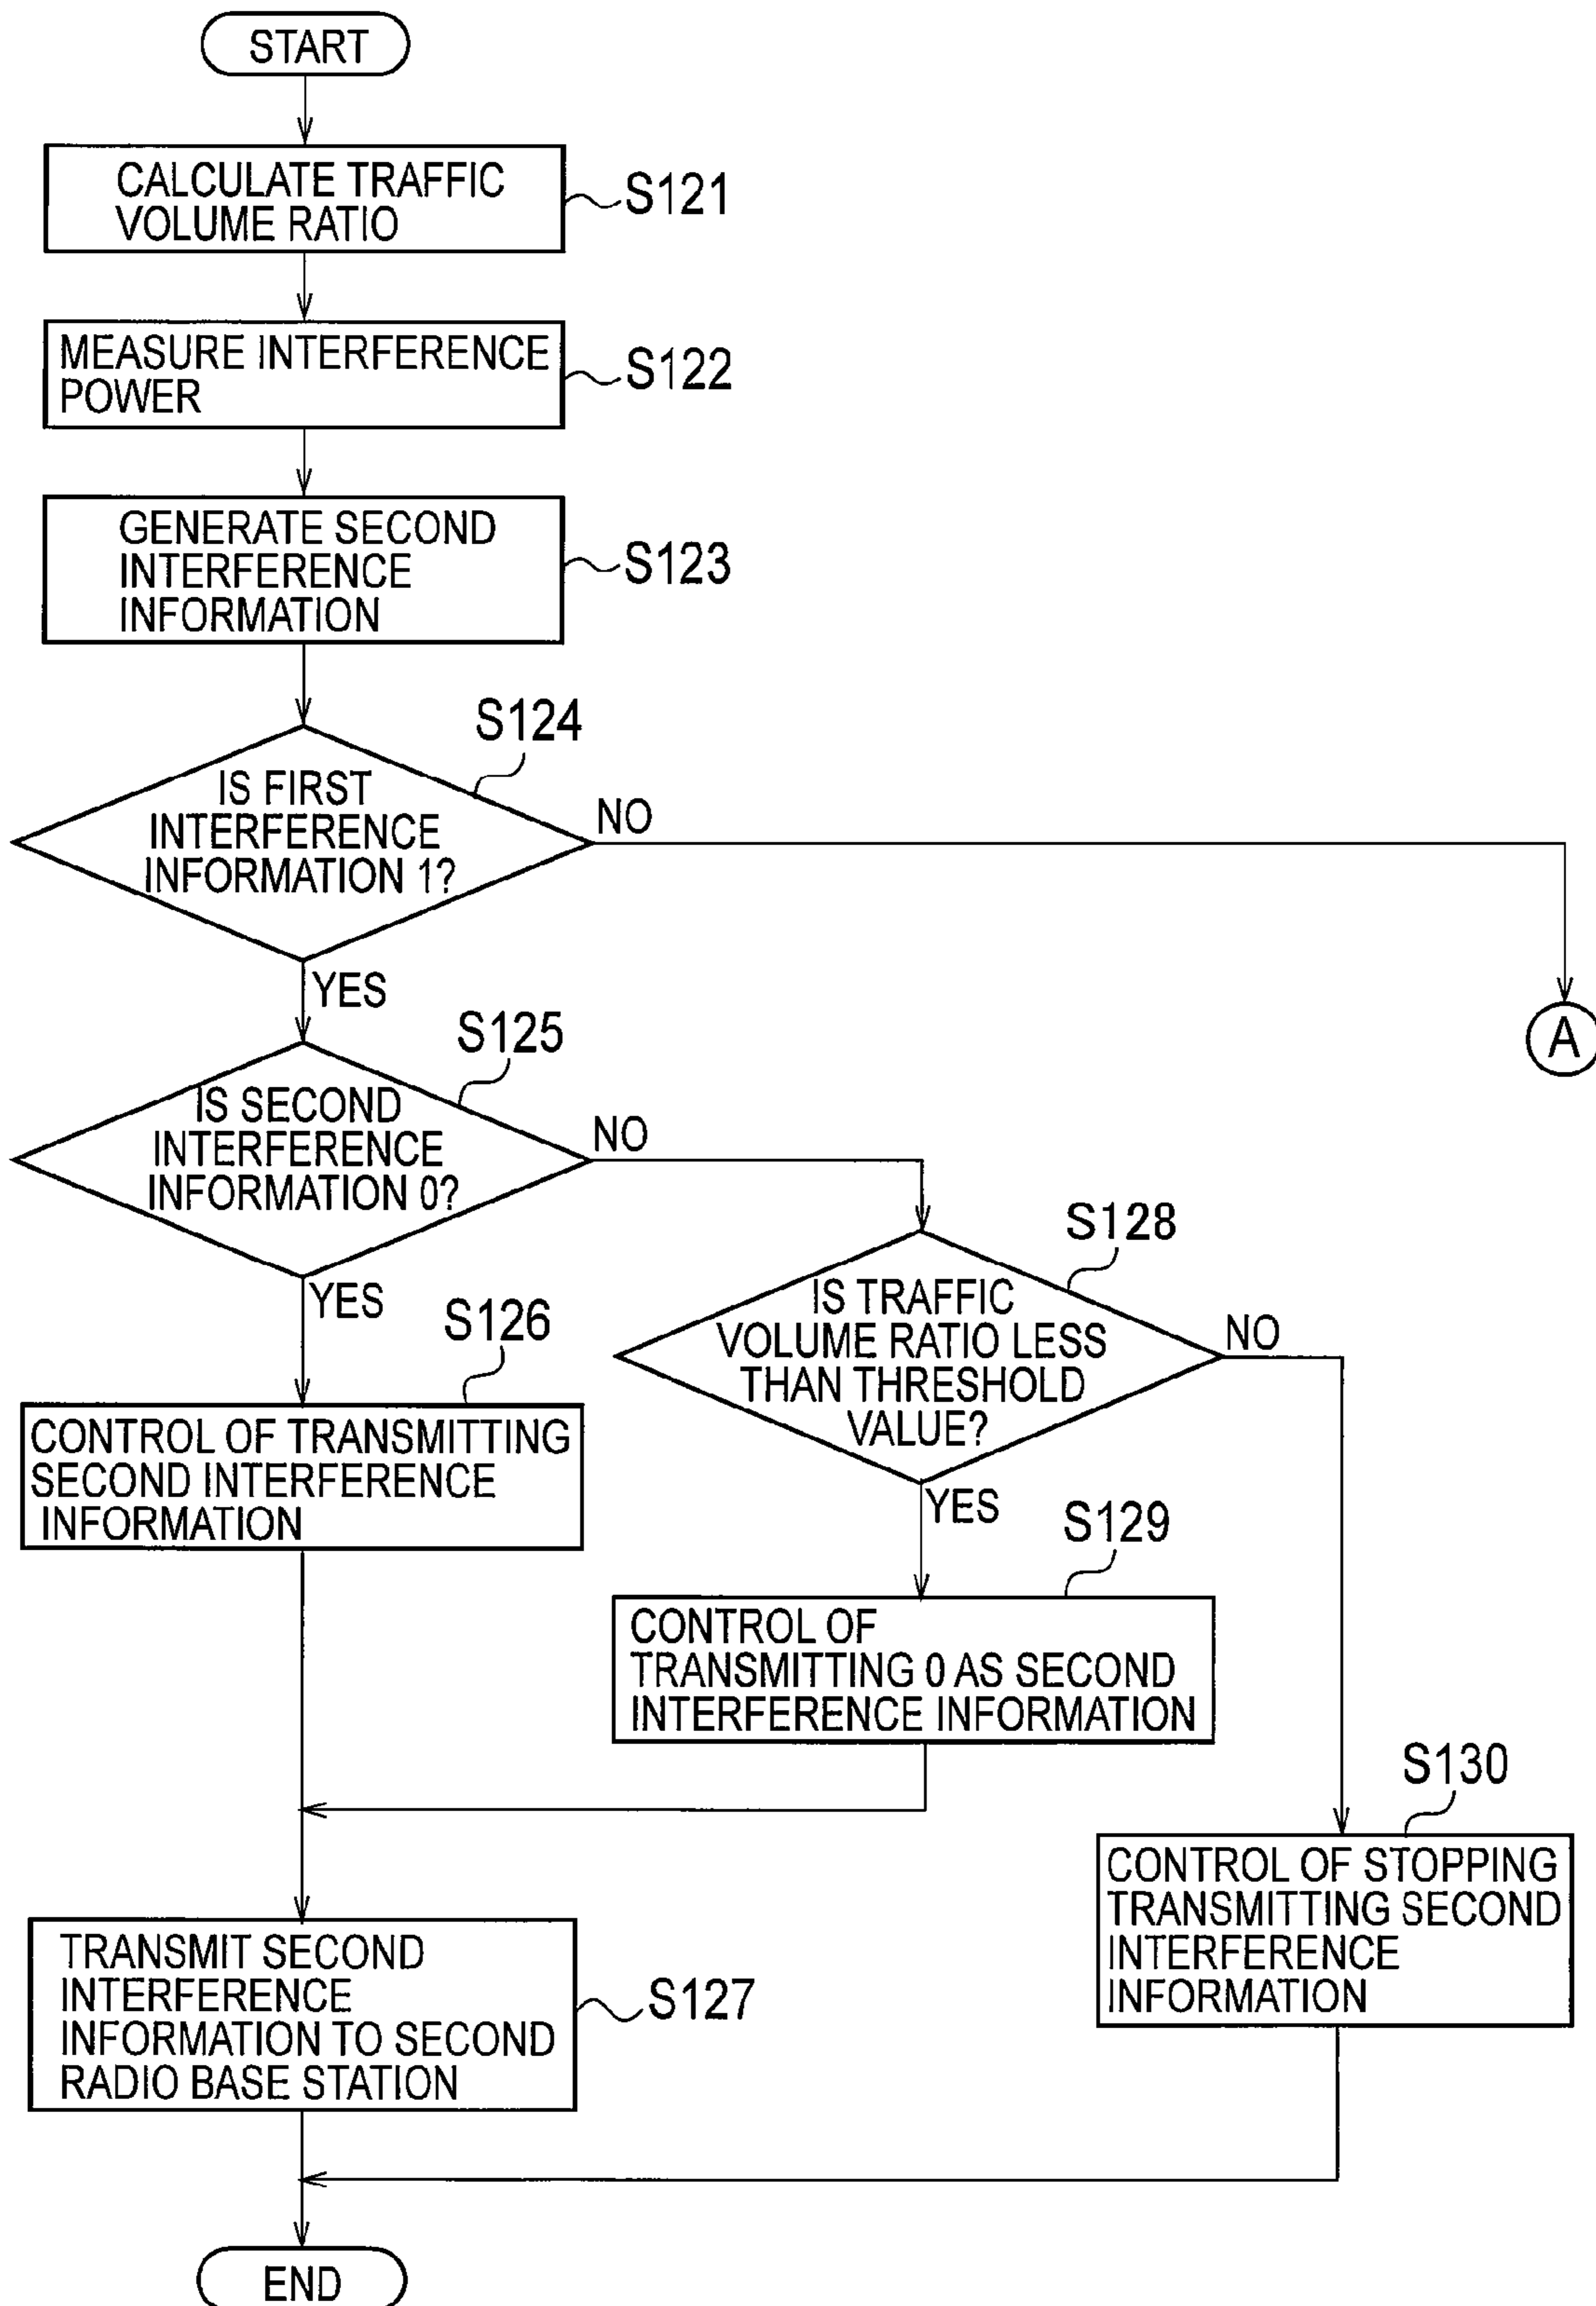 START
CALCULATE TRAFFIC
VOLUME RATIO
S121
MEASURE INTERFERENCE
POWER
S122
GENERATE SECOND
INTERFERENCE
INFORMATION
S123
S124
IS FIRST
INTERFERENCE
INFORMATION 1?
NO
YES
A
S125
IS SECOND
INTERFERENCE
INFORMATION 0?
NO
YES
S128
IS TRAFFIC
VOLUME RATIO LESS
THAN THRESHOLD
VALUE?
NO
YES
S126
CONTROL OF TRANSMITTING
SECOND INTERFERENCE
INFORMATION
S129
CONTROL OF
TRANSMITTING 0 AS SECOND
INTERFERENCE INFORMATION
S130
CONTROL OF STOPPING
TRANSMITTING SECOND
INTERFERENCE
INFORMATION
TRANSMIT SECOND
INTERFERENCE
INFORMATION TO SECOND
RADIO BASE STATION
S127
END